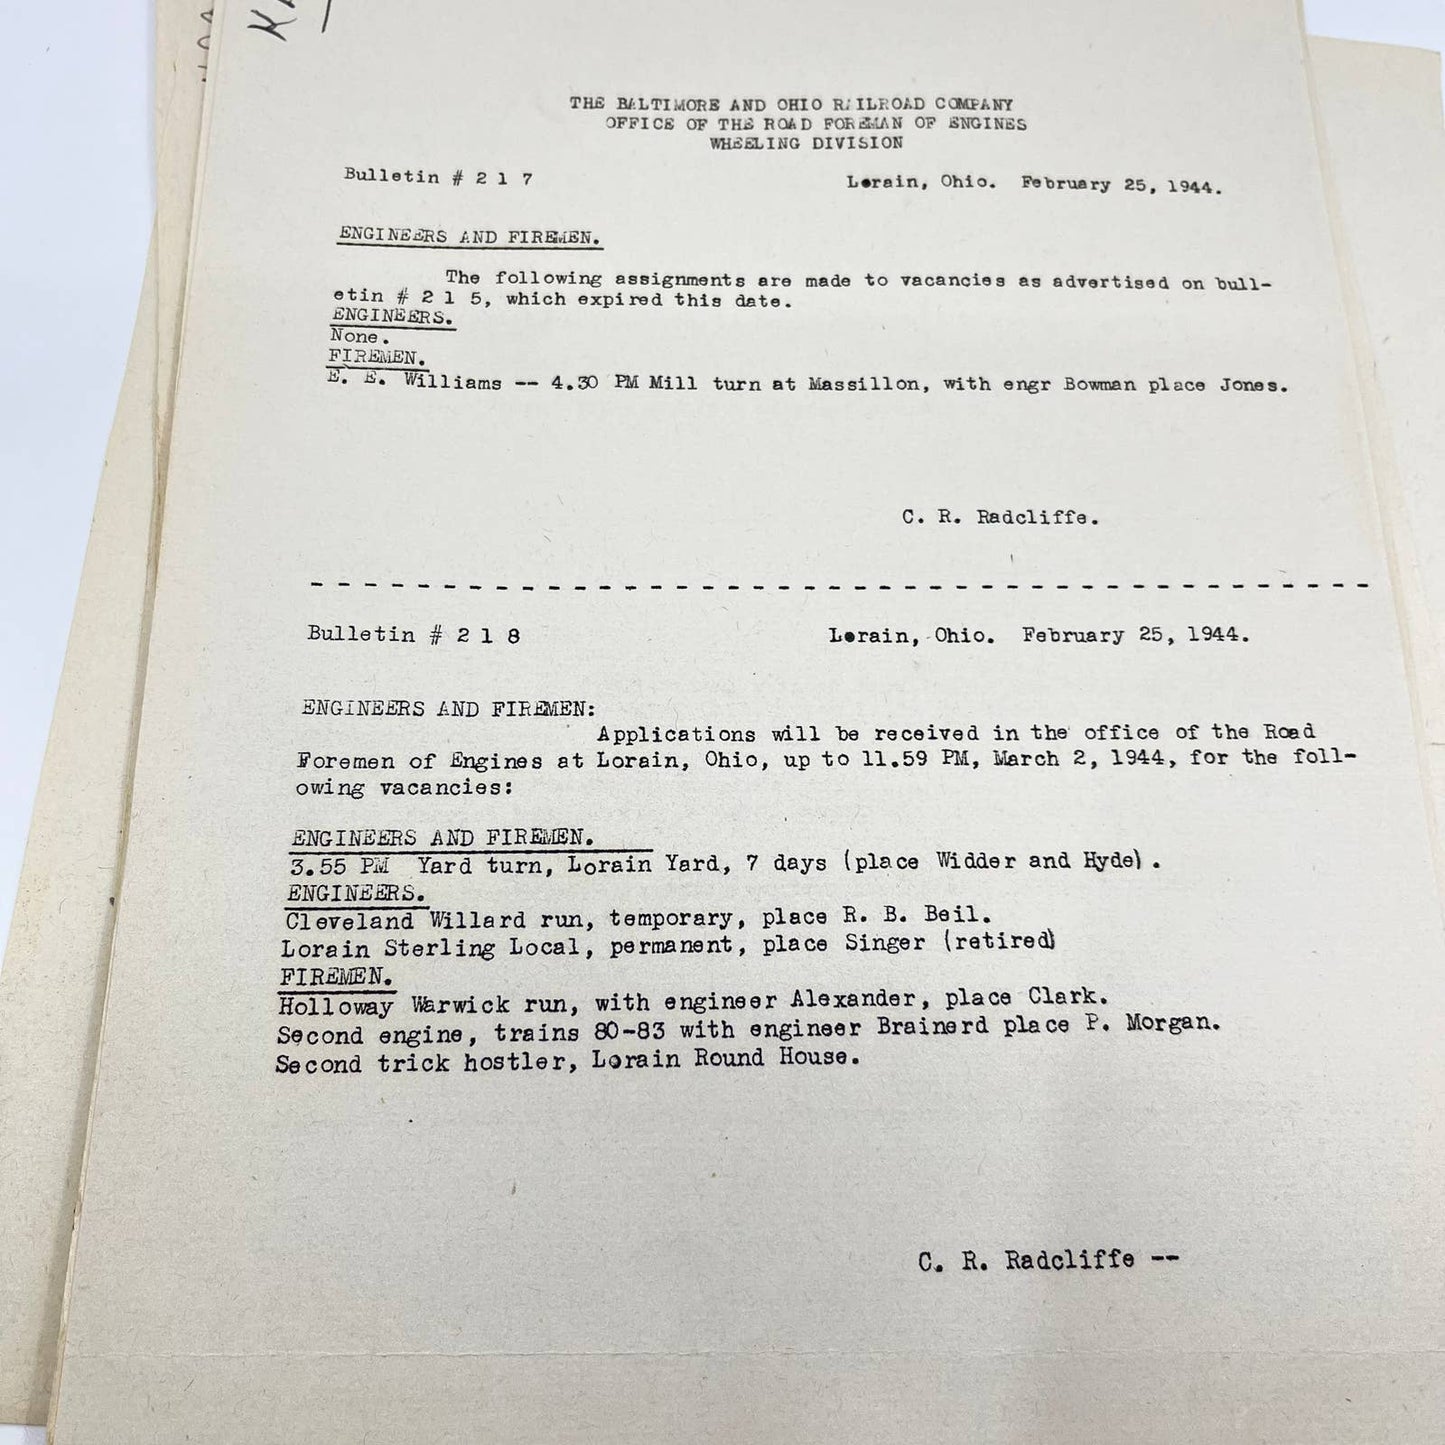 THE BALTIMORE AND OHIO RAILROAD COMPANY
OFFICE OF THE ROAD FOREMAN OF ENGINES
WHEELING DIVISION
Bulletin # 2 1 7 Lorain, Ohio. February 25, 1944.
ENGINEERS AND FIREMEN.
The following assignments are made to vacancies as advertised on bull-
etin # 2 1 5, which expired this date.
ENGINEERS.
None.
FIREMEN.
E. E. Williams -- 4.30 PM Mill turn at Massillon, with engr Bowman place Jones.
C. R. Radcliffe.
- - - - - - - - - - - - - - - - - - - - - - - - - - - - - - - - - - - - - - - -
Bulletin # 2 1 8 Lorain, Ohio. February 25, 1944.
ENGINEERS AND FIREMEN:
Applications will be received in the office of the Road
Foremen of Engines at Lorain, Ohio, up to 11.59 PM, March 2, 1944, for the foll-
owing vacancies:
ENGINEERS AND FIREMEN.
3.55 PM Yard turn, Lorain Yard, 7 days (place Widder and Hyde).
ENGINEERS.
Cleveland Willard run, temporary, place R. B. Beil.
Lorain Sterling Local, permanent, place Singer (retired)
FIREMEN.
Holloway Warwick run, with engineer Alexander, place Clark.
Second engine, trains 80-83 with engineer Brainerd place P. Morgan.
Second trick hostler, Lorain Round House.
C. R. Radcliffe --